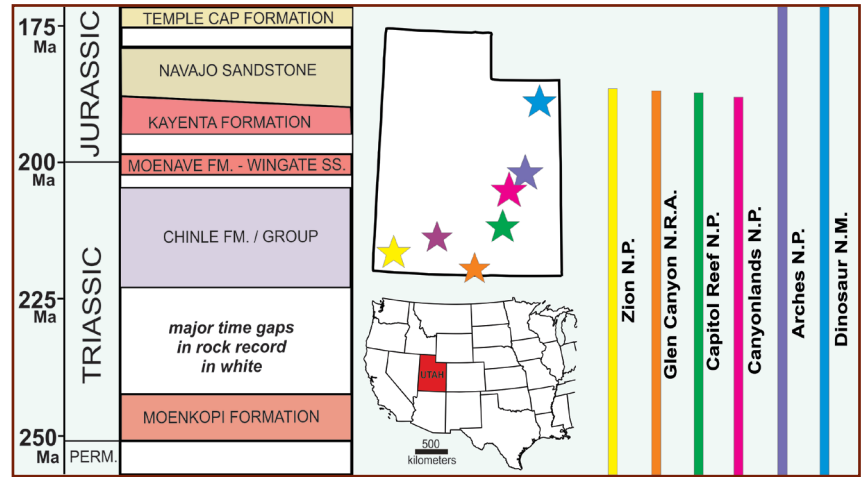 175
Ma
JURASSIC
200
Ma
TRIASSIC
225
Ma
250
Ma
PERM.
TEMPLE CAP FORMATION
NAVAJO SANDSTONE
KAYENTA FORMATION
MOENAVE FM. - WINGATE SS.
CHINLE FM. / GROUP
major time gaps
in rock record
in white
MOENKOPI FORMATION
UTAH
500
kilometers
Zion N.P.
Glen Canyon N.R.A.
Capitol Reef N.P.
Canyonlands N.P.
Arches N.P.
Dinosaur N.M.